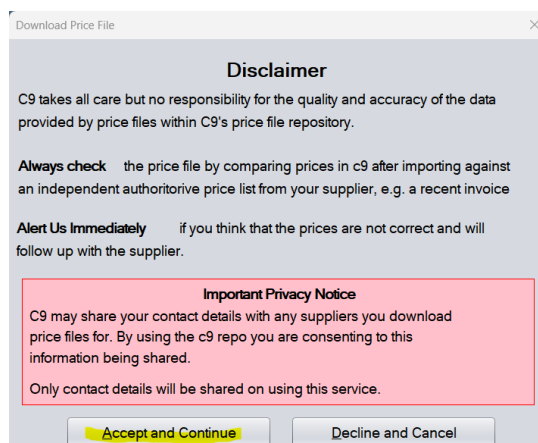 Download Price File
Disclaimer
C9 takes all care but no responsibility for the quality and accuracy of the data
provided by price files within C9's price file repository.
Always check the price file by comparing prices in c9 after importing against
an independent authoritorive price list from your supplier, e.g. a recent invoice
Alert Us Immediately if you think that the prices are not correct and will
follow up with the supplier.
Important Privacy Notice
C9 may share your contact details with any suppliers you download
price files for. By using the c9 repo you are consenting to this
information being shared.
Only contact details will be shared on using this service.
Accept and Continue Decline and Cancel